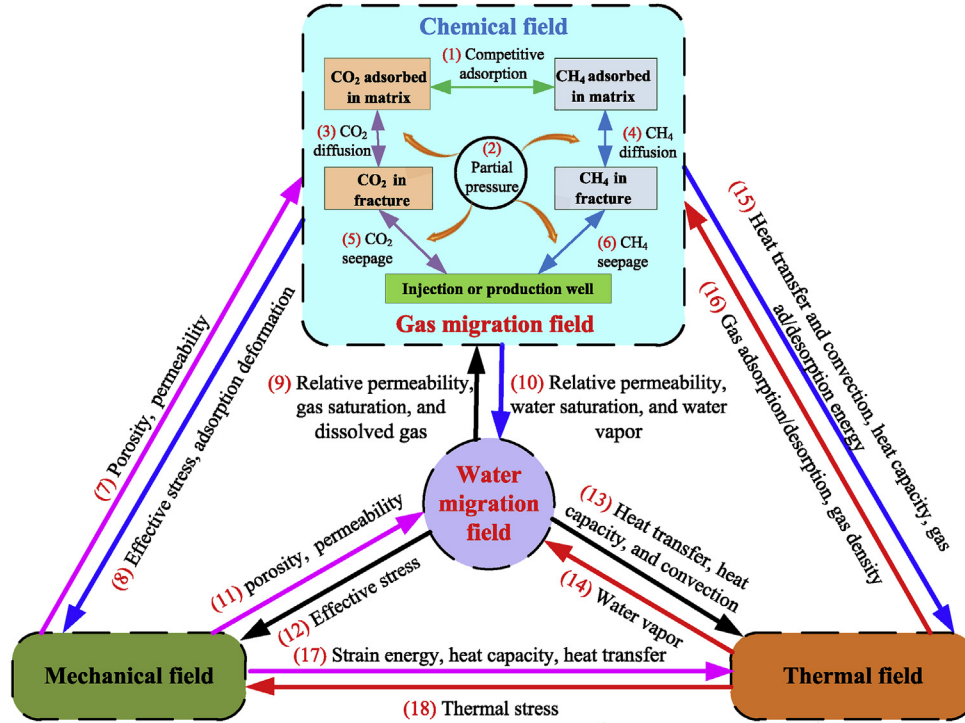 Chemical field
(1) Competitive
adsorption
CO₂ adsorbed
in matrix
CH₄ adsorbed
in matrix
(3) CO₂
diffusion
(2)
Partial
pressure
(4) CH₄
diffusion
CO₂ in
fracture
CH₄ in
fracture
(5) CO₂
seepage
(6) CH₄
seepage
Injection or production well
Gas migration field
(7) Porosity, permeability
(8) Effective stress, adsorption deformation
(9) Relative permeability,
gas saturation, and
dissolved gas
(10) Relative permeability,
water saturation, and water
vapor
(15) Heat transfer and convection, heat capacity, gas
ad/desorption energy
(16) Gas adsorption/desorption, gas density
Water
migration
field
(11) porosity, permeability
(12) Effective stress
(13) Heat transfer, heat
capacity, and convection
(14) Water vapor
Mechanical field
(17) Strain energy, heat capacity, heat transfer
(18) Thermal stress
Thermal field